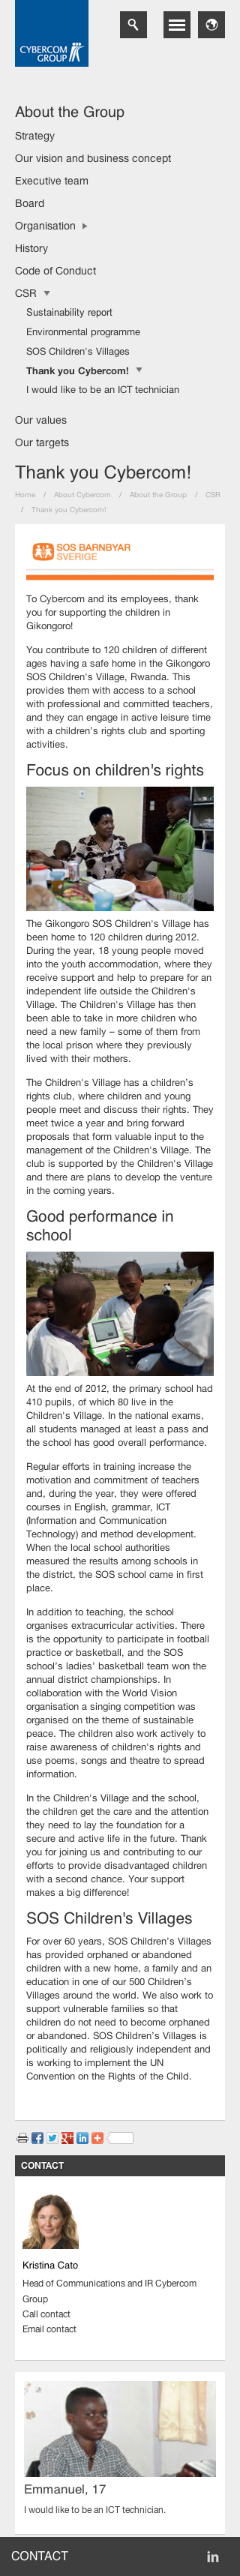 CYBERCOM
GROUP
About the Group
Strategy
Our vision and business concept
Executive team
Board
Organisation
History
Code of Conduct
CSR
Sustainability report
Environmental programme
SOS Children's Villages
Thank you Cybercom!
I would like to be an ICT technician
Our values
Our targets
Thank you Cybercom!
Home / About Cybercom / About the Group / CSR
/ Thank you Cybercom!
SOS BARNBYAR
SVERIGE
To Cybercom and its employees, thank
you for supporting the children in
Gikongoro!
You contribute to 120 children of different
ages having a safe home in the Gikongoro
SOS Children's Village, Rwanda. This
provides them with access to a school
with professional and committed teachers,
and they can engage in active leisure time
with a children's rights club and sporting
activities.
Focus on children's rights
The Gikongoro SOS Children's Village has
been home to 120 children during 2012.
During the year, 18 young people moved
into the youth accommodation, where they
receive support and help to prepare for an
independent life outside the Children's
Village. The Children's Village has then
been able to take in more children who
need a new family – some of them from
the local prison where they previously
lived with their mothers.
The Children's Village has a children's
rights club, where children and young
people meet and discuss their rights. They
meet twice a year and bring forward
proposals that form valuable input to the
management of the Children's Village. The
club is supported by the Children's Village
and there are plans to develop the venture
in the coming years.
Good performance in
school
At the end of 2012, the primary school had
410 pupils, of which 80 live in the
Children's Village. In the national exams,
all students managed at least a pass and
the school has good overall performance.
Regular efforts in training increase the
motivation and commitment of teachers
and, during the year, they were offered
courses in English, grammar, ICT
(Information and Communication
Technology) and method development.
When the local school authorities
measured the results among schools in
the district, the SOS school came in first
place.
In addition to teaching, the school
organises extracurricular activities. There
is the opportunity to participate in football
practice or basketball, and the SOS
school's ladies' basketball team won the
annual district championships. In
collaboration with the World Vision
organisation a singing competition was
organised on the theme of sustainable
peace. The children also work actively to
raise awareness of children's rights and
use poems, songs and theatre to spread
information.
In the Children's Village and the school,
the children get the care and the attention
they need to lay the foundation for a
secure and active life in the future. Thank
you for joining us and contributing to our
efforts to provide disadvantaged children
with a second chance. Your support
makes a big difference!
SOS Children's Villages
For over 60 years, SOS Children's Villages
has provided orphaned or abandoned
children with a new home, a family and an
education in one of our 500 Children's
Villages around the world. We also work to
support vulnerable families so that
children do not need to become orphaned
or abandoned. SOS Children's Villages is
politically and religiously independent and
is working to implement the UN
Convention on the Rights of the Child.
CONTACT
Kristina Cato
Head of Communications and IR Cybercom
Group
Call contact
Email contact
Emmanuel, 17
I would like to be an ICT technician.
CONTACT
in